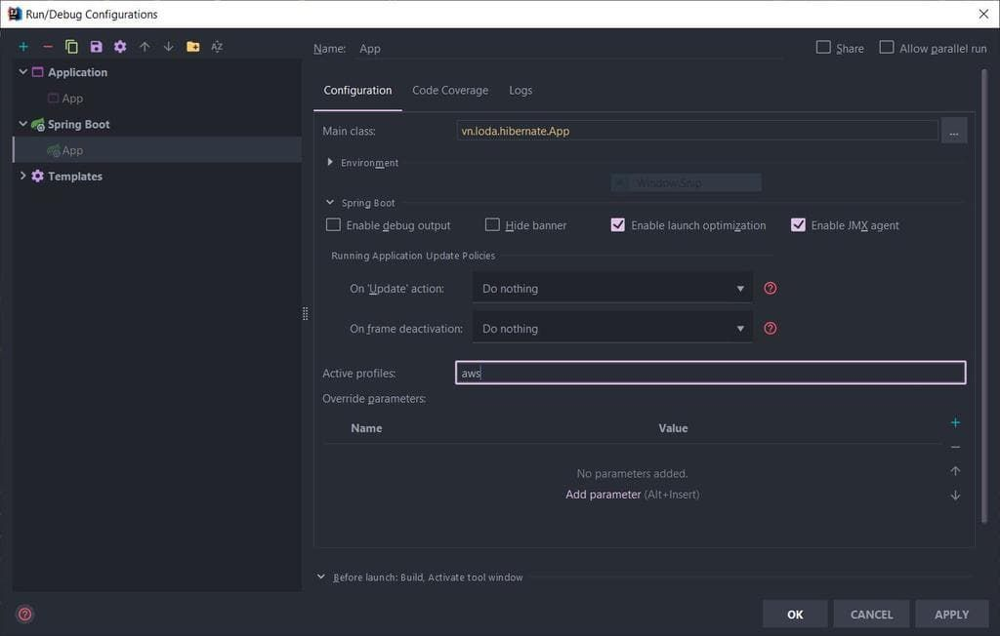 Run/Debug Configurations
Name: App
Share
Allow parallel run
Application
App
Spring Boot
App
Templates
Configuration
Code Coverage
Logs
Main class: vn.loda.hibernate.App ...
Environment
Window Snip
Spring Boot
Enable debug output
Hide banner
Enable launch optimization
Enable JMX agent
Running Application Update Policies
On 'Update' action: Do nothing
On frame deactivation: Do nothing
Active profiles: aws
Override parameters:
Name Value
No parameters added.
Add parameter (Alt+Insert)
Before launch: Build, Activate tool window
OK CANCEL APPLY